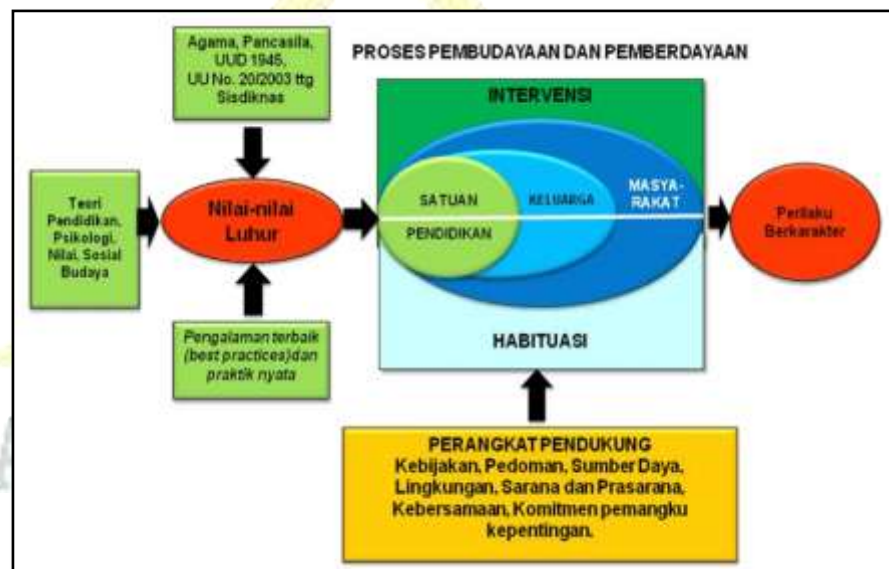 Agama, Pancasila,
UUD 1945,
UU No. 20/2003 ttg
Sisdiknas
PROSES PEMBUDAYAAN DAN PEMBERDAYAAN
INTERVENSI
Teori
Pendidikan,
Psikologi,
Nilai, Sosial
Budaya
Nilai-nilai
Luhur
SATUAN
PENDIDIKAN
KELUARGA
MASYA-
RAKAT
Perilaku
Berkarakter
Pengalaman terbaik
(best practices)dan
praktik nyata
HABITUASI
PERANGKAT PENDUKUNG
Kebijakan, Pedoman, Sumber Daya,
Lingkungan, Sarana dan Prasarana,
Kebersamaan, Komitmen pemangku
kepentingan.